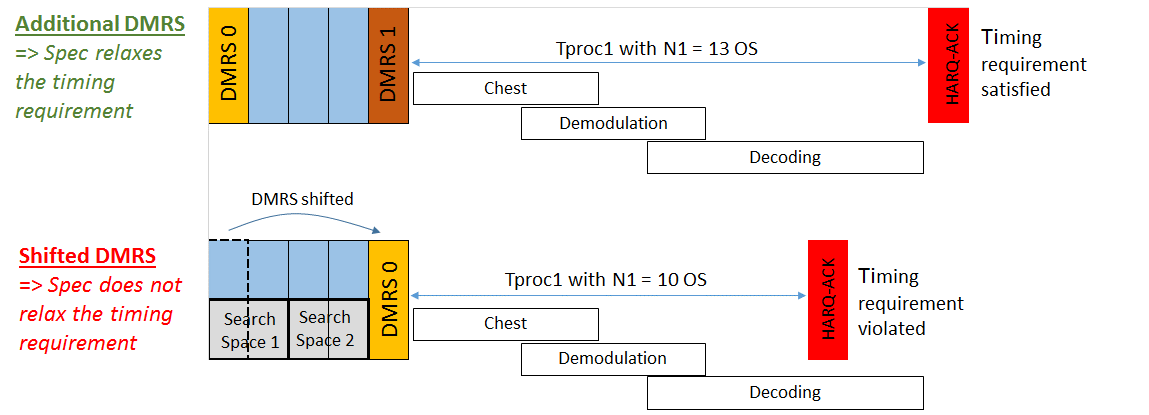 Additional DMRS
=> Spec relaxes
the timing
requirement
DMRS 0
DMRS 1
Tproc1 with N1 = 13 OS
Chest
Demodulation
Decoding
HARQ-ACK
Timing
requirement
satisfied
DMRS shifted
Shifted DMRS
=> Spec does not
relax the timing
requirement
Search
Space 1
Search
Space 2
DMRS 0
Tproc1 with N1 = 10 OS
Chest
Demodulation
Decoding
HARQ-ACK
Timing
requirement
violated